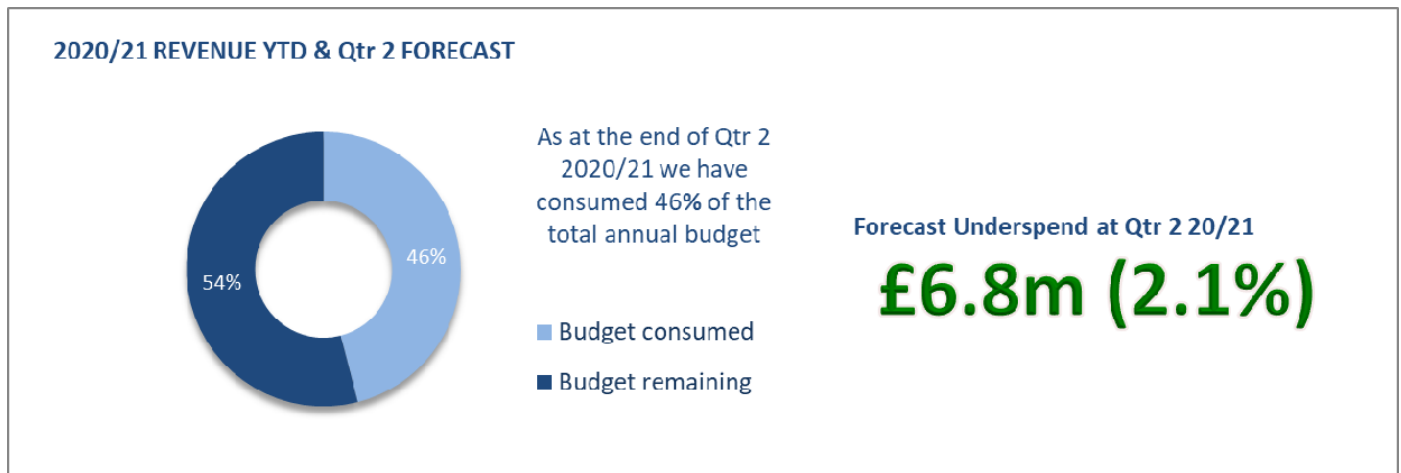 2020/21 REVENUE YTD & Qtr 2 FORECAST
54%
46%
As at the end of Qtr 2
2020/21 we have
consumed 46% of the
total annual budget
Budget consumed
Budget remaining
Forecast Underspend at Qtr 2 20/21
£6.8m (2.1%)